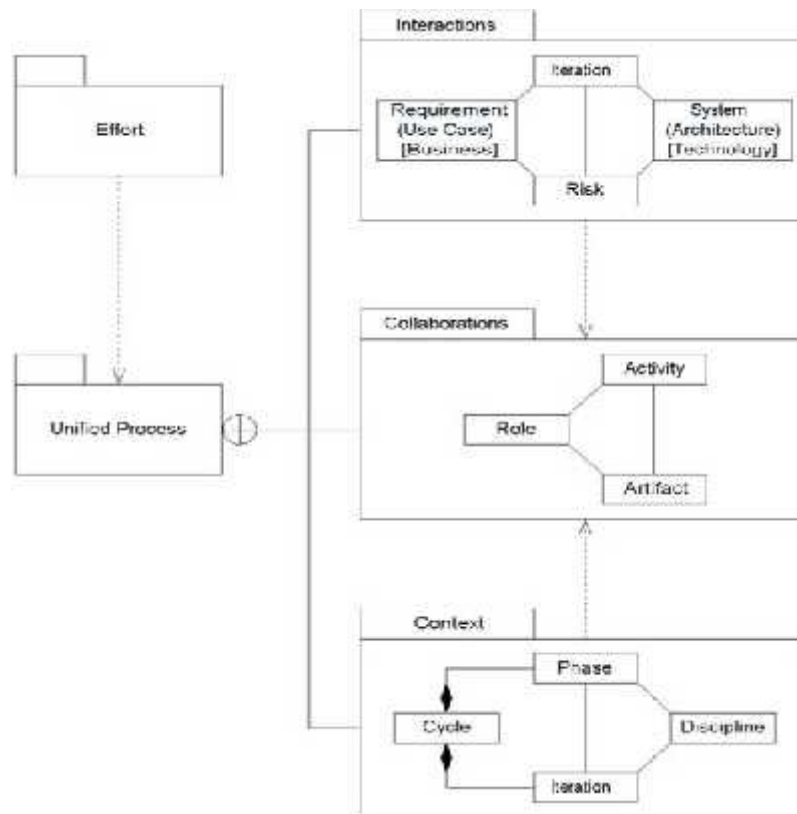 Interactions
Iteration
Effort
Requirement
(Use Case)
[Business]
System
(Architecture)
[Technology]
Risk
Collaborations
Activity
Unified Process
Role
Artifact
Context
Phase
Cycle
Discipline
Iteration